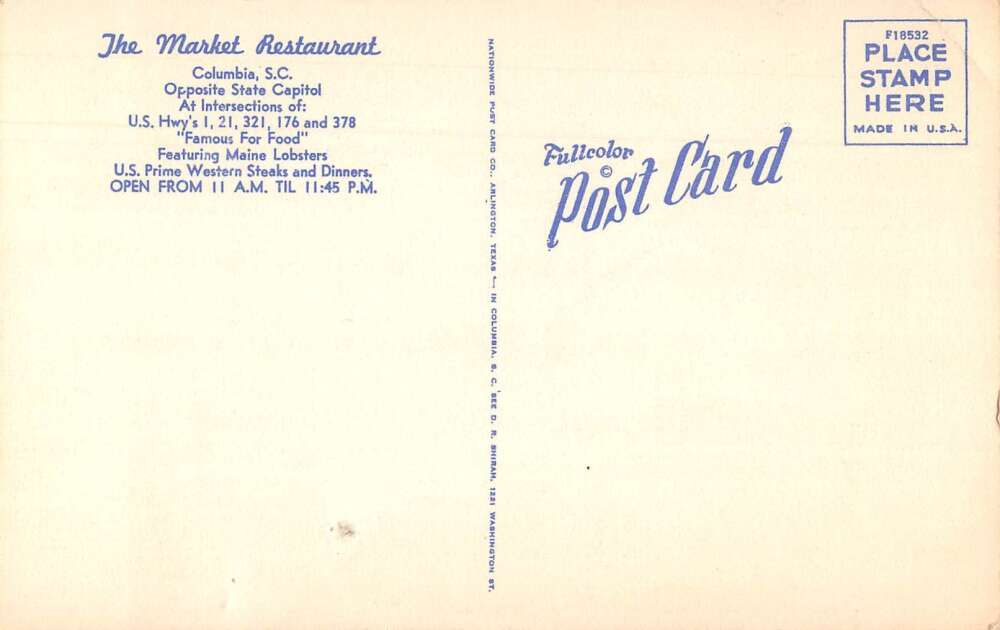 The Market Restaurant
Columbia, S.C.
Opposite State Capitol
At Intersections of:
U.S. Hwy's 1, 21, 321, 176 and 378
"Famous For Food"
Featuring Maine Lobsters
U.S. Prime Western Steaks and Dinners.
OPEN FROM 11 A.M. TIL 11:45 P.M.
NATIONWIDE POST CARD CO., ARLINGTON, TEXAS — IN COLUMBIA, S. C. SEE D. R. SHIRAH, 1221 WASHINGTON ST.
Fullcolor
©
Post Card
F18532
PLACE
STAMP
HERE
MADE IN U.S.A.